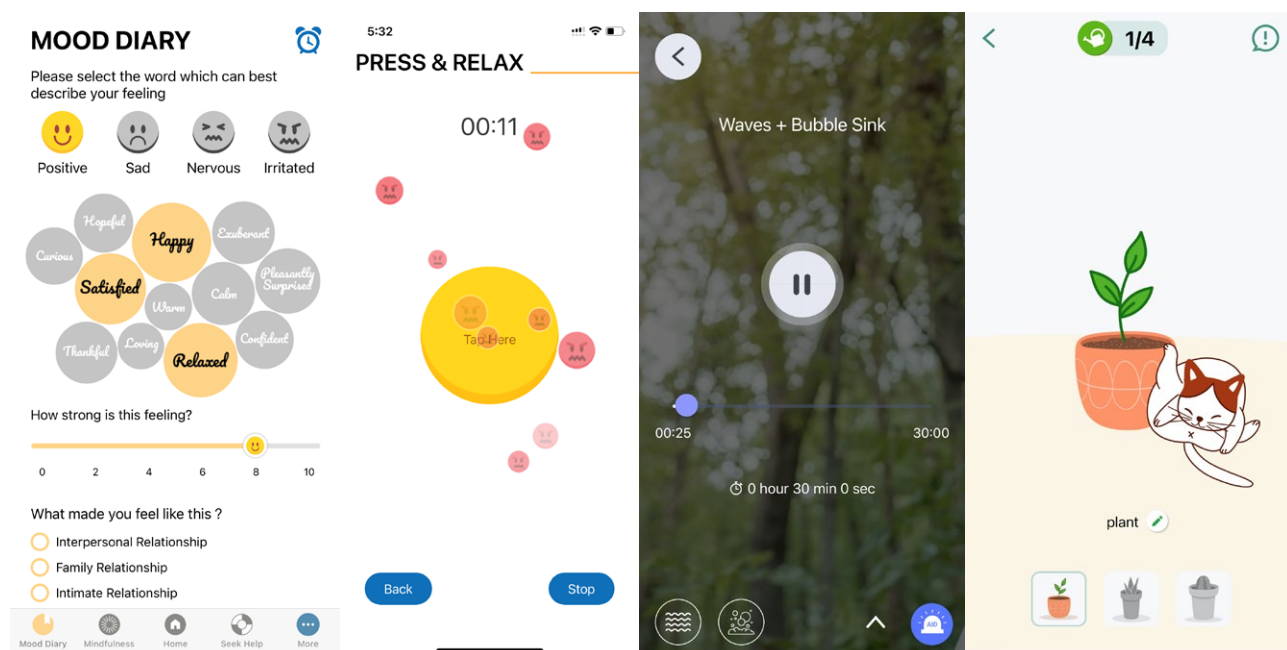 MOOD DIARY
Please select the word which can best
describe your feeling
Positive
Sad
Nervous
Irritated
Hopeful
Happy
Exuberant
Curious
Satisfied
Warm
Calm
Pleasantly
Surprised
Thankful
Loving
Relaxed
Confident
How strong is this feeling?
0 2 4 6 8 10
What made you feel like this ?
Interpersonal Relationship
Family Relationship
Intimate Relationship
Mood Diary
Mindfulness
Home
Seek Help
More
5:32
PRESS & RELAX
00:11
Tap Here
Back
Stop
Waves + Bubble Sink
00:25
30:00
0 hour 30 min 0 sec
AID
1/4
plant